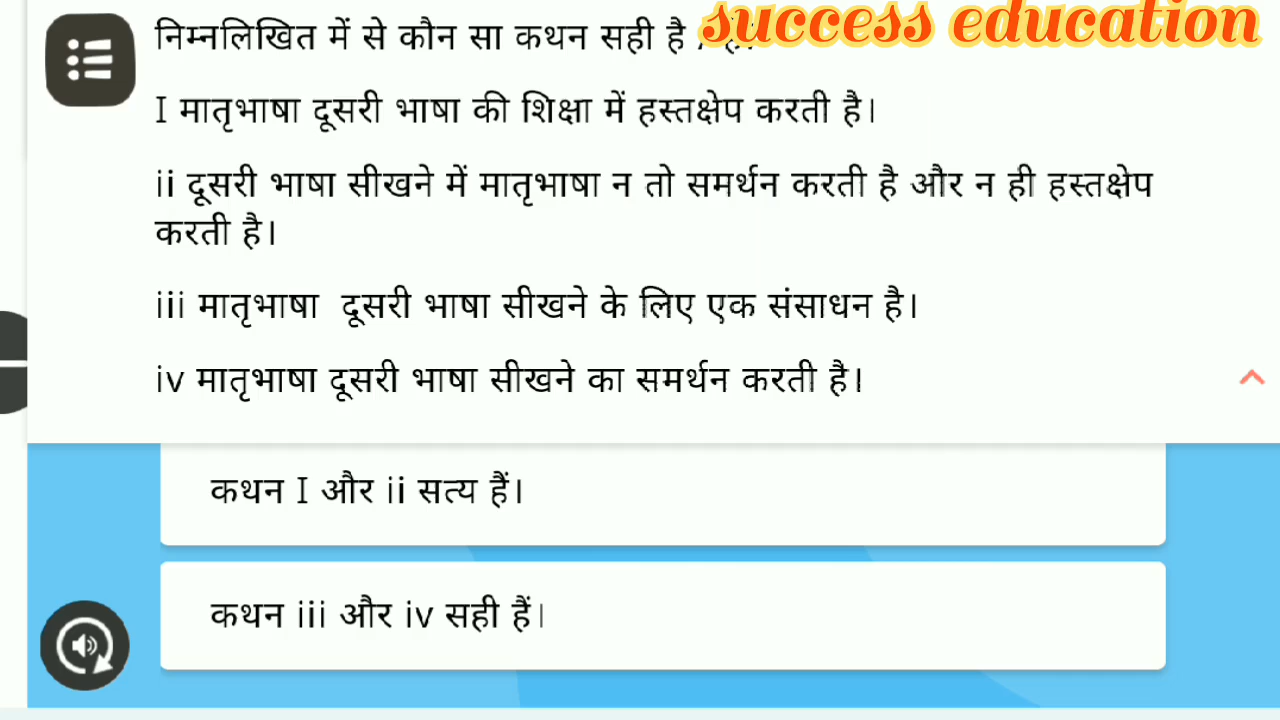 success education
निम्नलिखित में से कौन सा कथन सही है
I मातृभाषा दूसरी भाषा की शिक्षा में हस्तक्षेप करती है।
ii दूसरी भाषा सीखने में मातृभाषा न तो समर्थन करती है और न ही हस्तक्षेप
करती है।
iii मातृभाषा दूसरी भाषा सीखने के लिए एक संसाधन है।
iv मातृभाषा दूसरी भाषा सीखने का समर्थन करती है।
कथन I और ii सत्य हैं।
कथन iii और iv सही हैं।